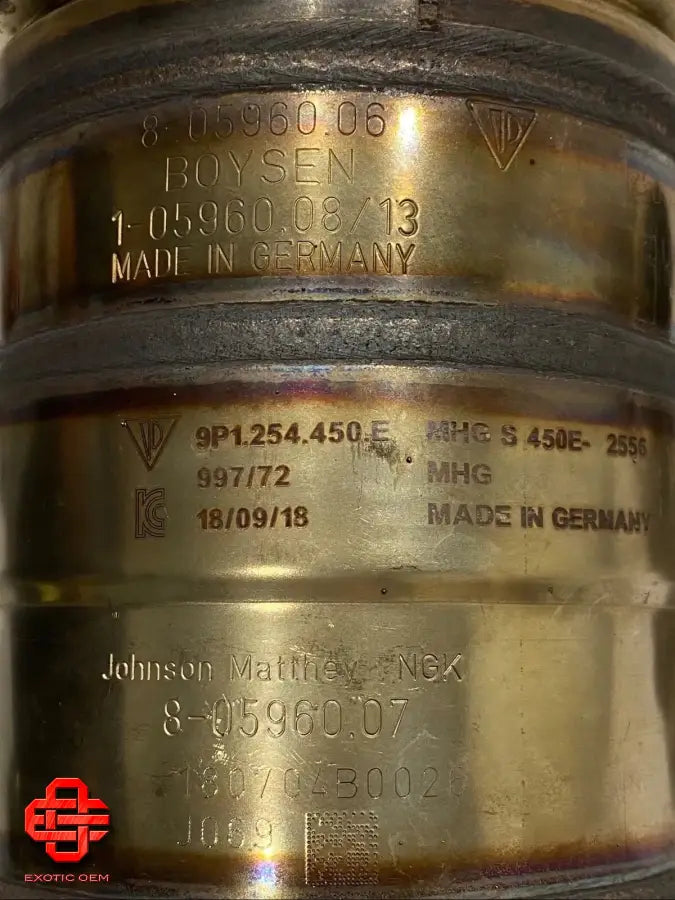 8-05960.06
BOYSEN
1-05960.08/13
MADE IN GERMANY
9P1.254.450.E MHG S 450E- 2556
997/72 MHG
18/09/18 MADE IN GERMANY
Johnson Matthey NGK
8-05960.07
180704B0026
J069
EXOTIC OEM